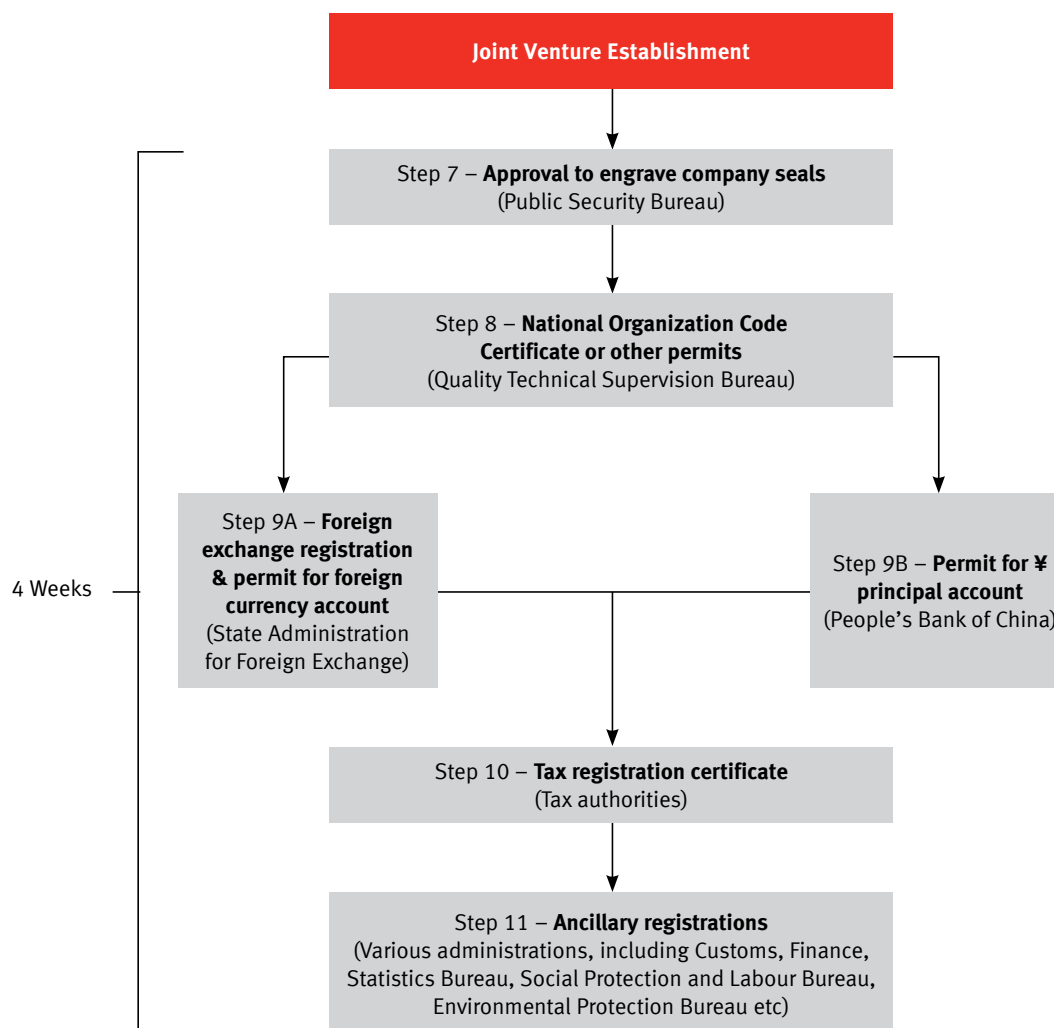 Joint Venture Establishment
Step 7 – Approval to engrave company seals
(Public Security Bureau)
Step 8 – National Organization Code
Certificate or other permits
(Quality Technical Supervision Bureau)
Step 9A – Foreign
exchange registration
& permit for foreign
currency account
(State Administration
for Foreign Exchange)
Step 9B – Permit for ¥
principal account
(People’s Bank of China)
4 Weeks
Step 10 – Tax registration certificate
(Tax authorities)
Step 11 – Ancillary registrations
(Various administrations, including Customs, Finance,
Statistics Bureau, Social Protection and Labour Bureau,
Environmental Protection Bureau etc)